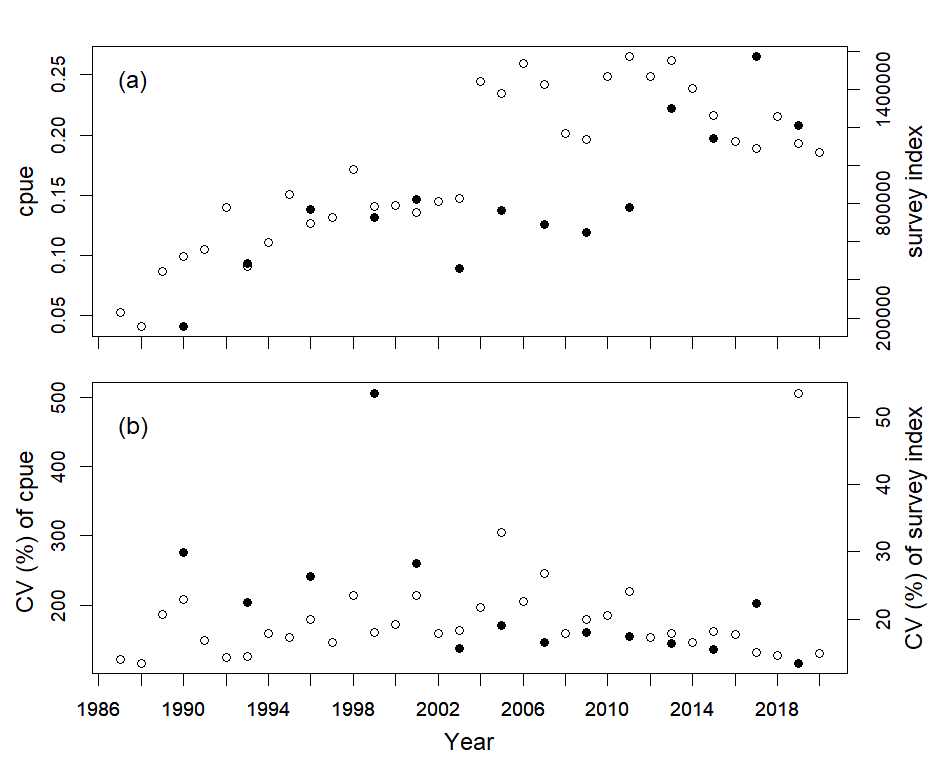 (a)
cpue
0.05
0.10
0.15
0.20
0.25
survey index
200000
800000
1400000
(b)
CV (%) of cpue
200
300
400
500
CV (%) of survey index
20
30
40
50
1986 1990 1994 1998 2002 2006 2010 2014 2018
Year